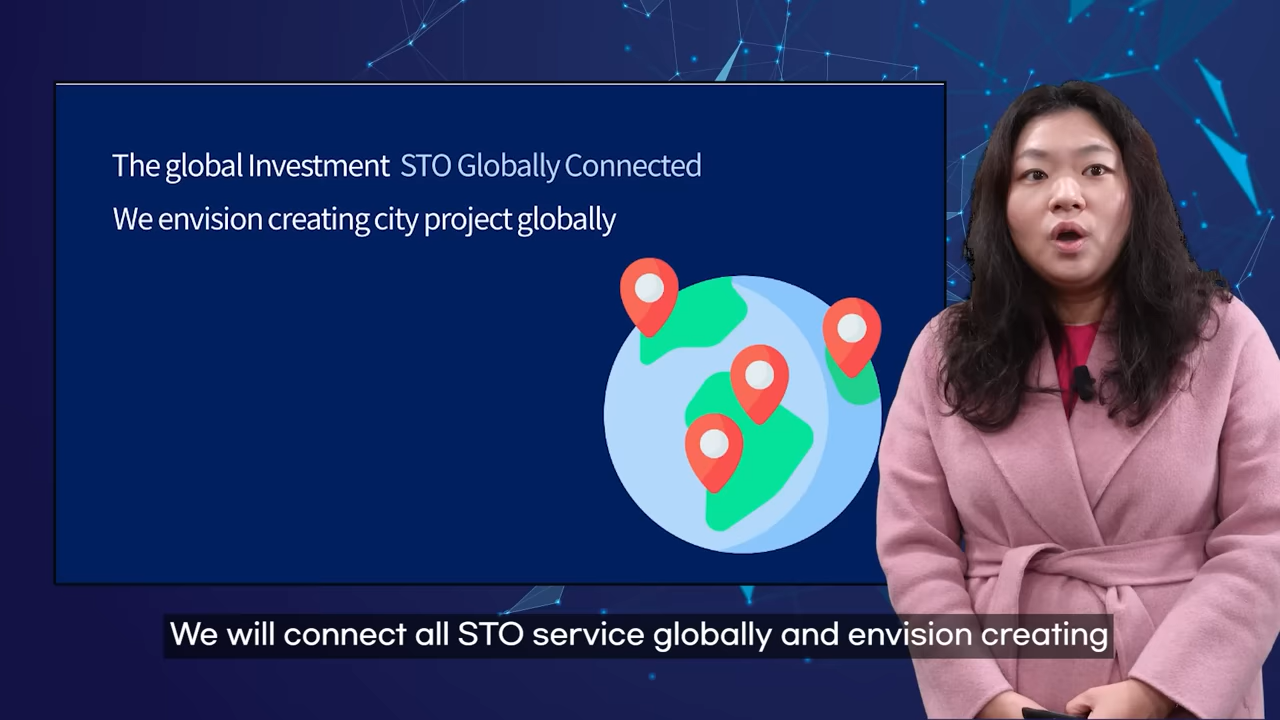 The global Investment STO Globally Connected
We envision creating city project globally
We will connect all STO service globally and envision creating